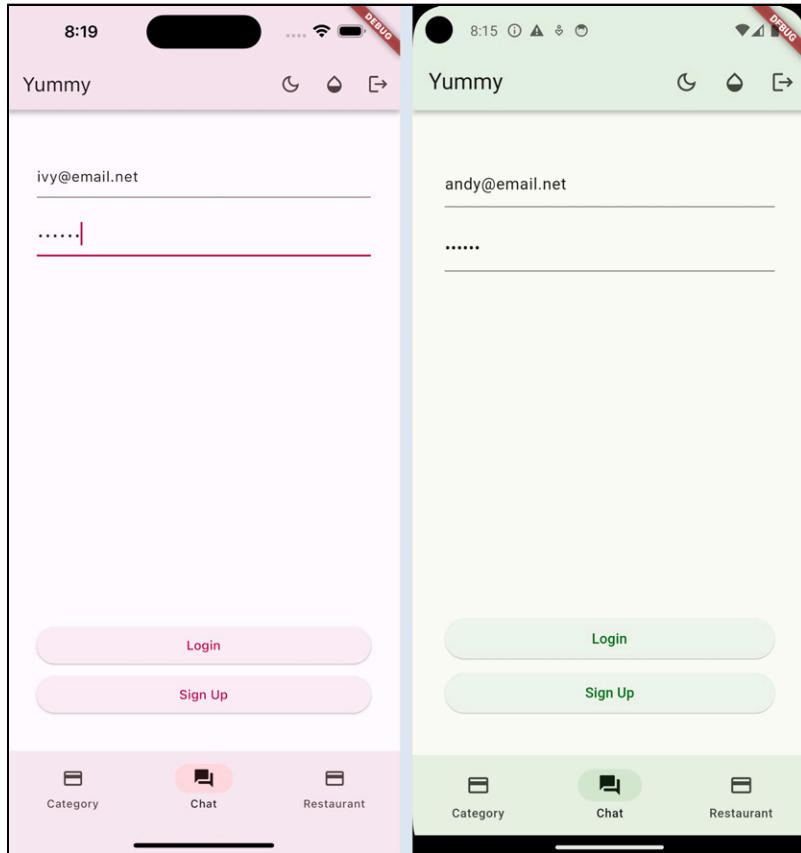 8:19
DEBUG
Yummy
ivy@email.net
••••••
Login
Sign Up
Category Chat Restaurant
8:15
DEBUG
Yummy
andy@email.net
••••••
Login
Sign Up
Category Chat Restaurant